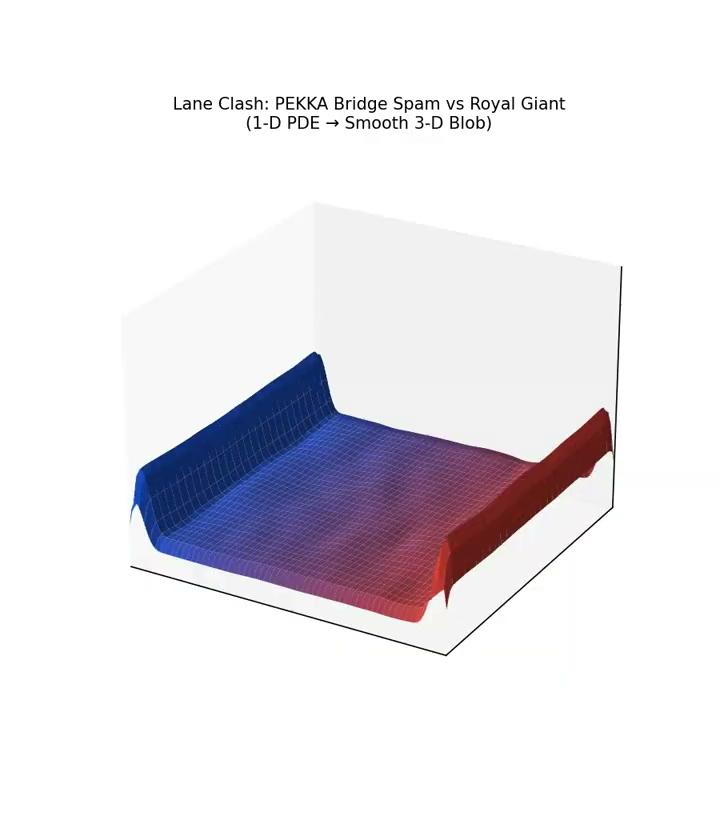 Lane Clash: PEKKA Bridge Spam vs Royal Giant
(1-D PDE → Smooth 3-D Blob)